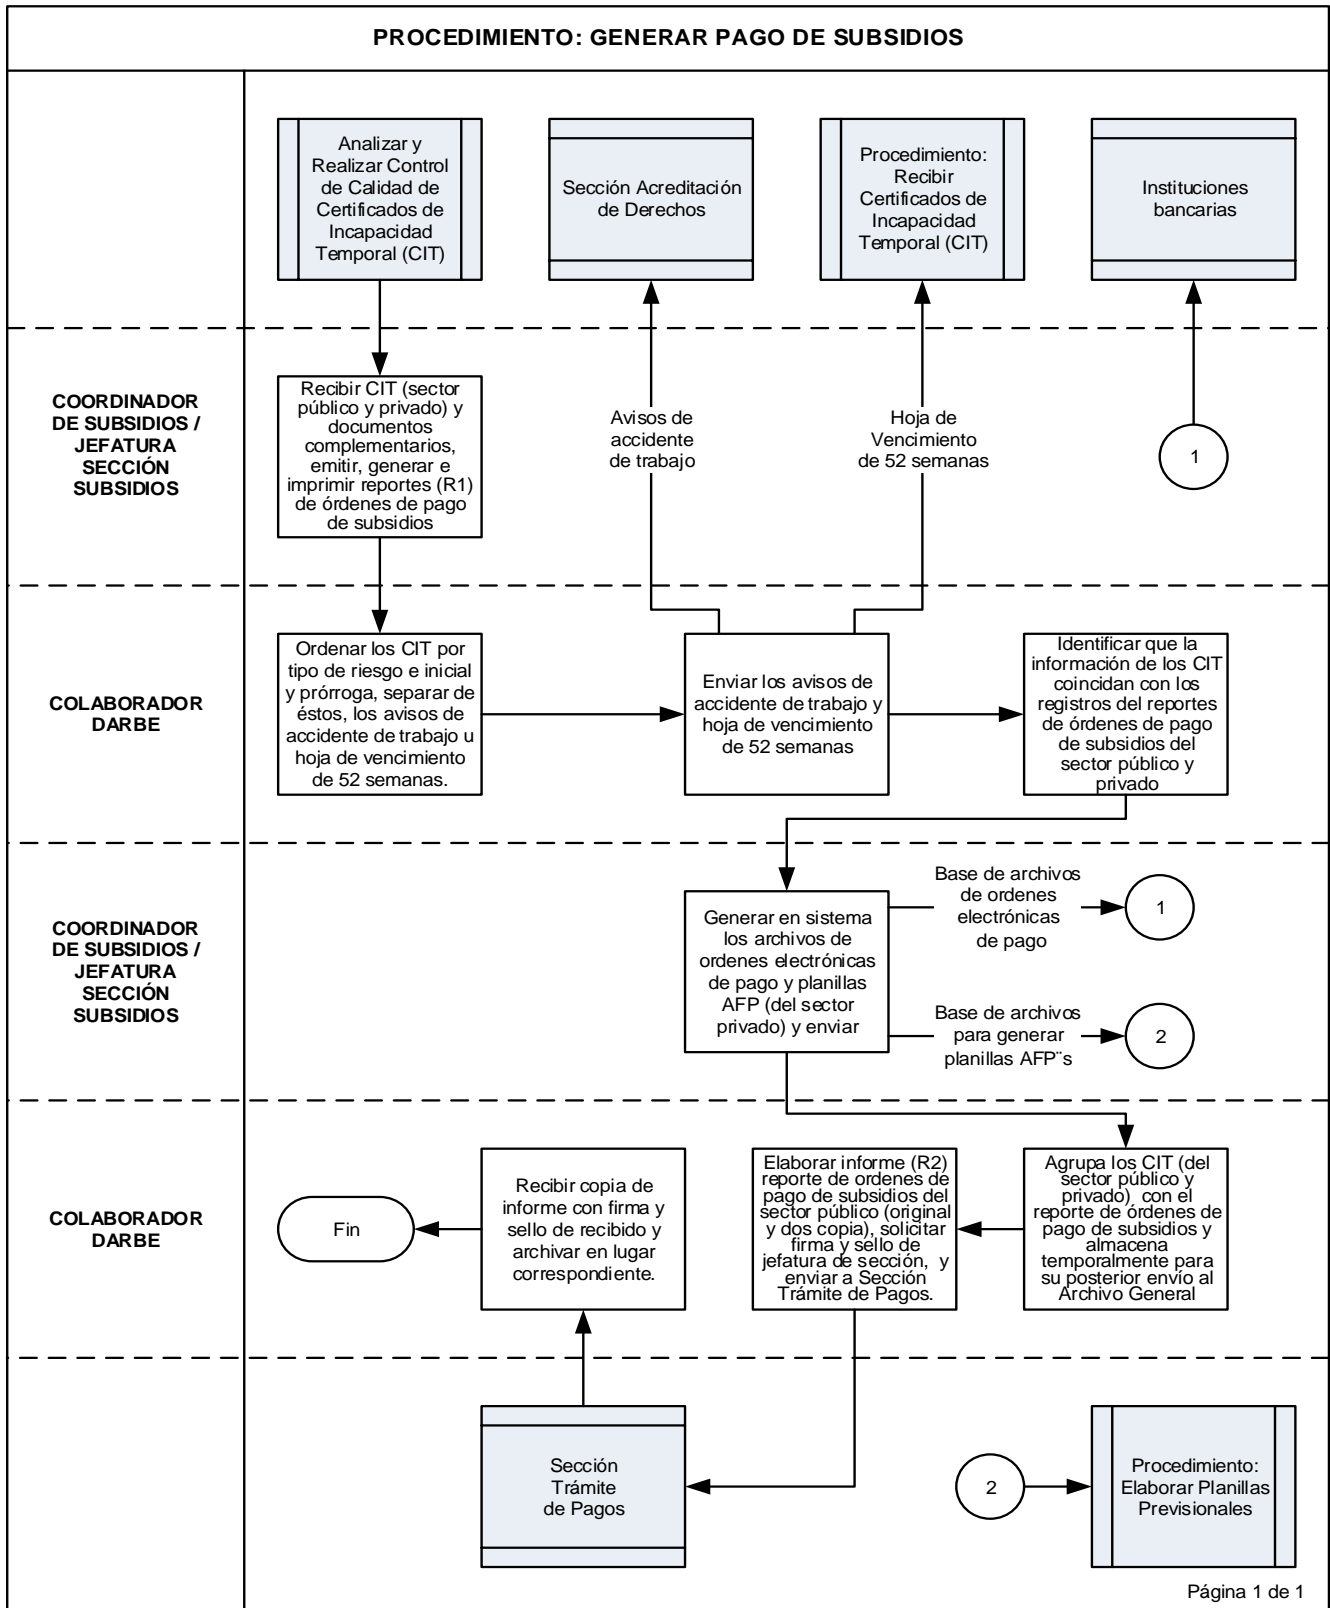 PROCEDIMIENTO: GENERAR PAGO DE SUBSIDIOS
Analizar y
Realizar Control
de Calidad de
Certificados de
Incapacidad
Temporal (CIT)
Sección Acreditación
de Derechos
Procedimiento:
Recibir
Certificados de
Incapacidad
Temporal (CIT)
Instituciones
bancarias
COORDINADOR
DE SUBSIDIOS /
JEFATURA
SECCIÓN
SUBSIDIOS
Recibir CIT (sector
público y privado) y
documentos
complementarios,
emitir, generar e
imprimir reportes (R1)
de órdenes de pago
de subsidios
Avisos de
accidente
de trabajo
Hoja de
Vencimiento
de 52 semanas
1
COLABORADOR
DARBE
Ordenar los CIT por
tipo de riesgo e inicial
y prórroga, separar de
éstos, los avisos de
accidente de trabajo u
hoja de vencimiento
de 52 semanas.
Enviar los avisos de
accidente de trabajo y
hoja de vencimiento
de 52 semanas
Identificar que la
información de los CIT
coincidan con los
registros del reportes
de órdenes de pago
de subsidios del
sector público y
privado
COORDINADOR
DE SUBSIDIOS /
JEFATURA
SECCIÓN
SUBSIDIOS
Generar en sistema
los archivos de
ordenes electrónicas
de pago y planillas
AFP (del sector
privado) y enviar
Base de archivos
de ordenes
electrónicas
de pago
1
Base de archivos
para generar
planillas AFP¨s
2
COLABORADOR
DARBE
Fin
Recibir copia de
informe con firma y
sello de recibido y
archivar en lugar
correspondiente.
Elaborar informe (R2)
reporte de ordenes de
pago de subsidios del
sector público (original
y dos copia), solicitar
firma y sello de
jefatura de sección, y
enviar a Sección
Trámite de Pagos.
Agrupa los CIT (del
sector público y
privado) con el
reporte de órdenes de
pago de subsidios y
almacena
temporalmente para
su posterior envío al
Archivo General
Sección
Trámite
de Pagos
2
Procedimiento:
Elaborar Planillas
Previsionales
Página 1 de 1